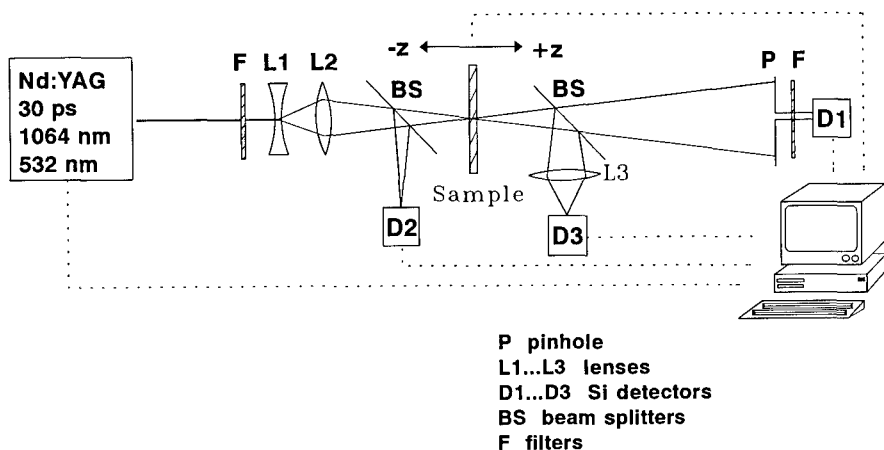 -z +z
F L1 L2 BS BS P F
Nd:YAG
30 ps
1064 nm
532 nm
D1
L3
Sample
D2
D3
P pinhole
L1...L3 lenses
D1...D3 Si detectors
BS beam splitters
F filters